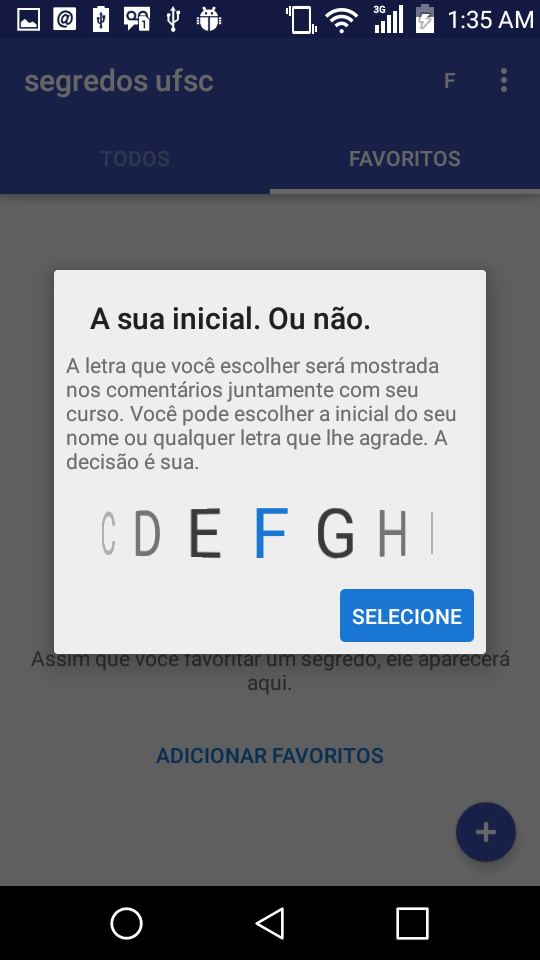 3G 1:35 AM
segredos ufsc F
TODOS FAVORITOS
A sua inicial. Ou não.
A letra que você escolher será mostrada
nos comentários juntamente com seu
curso. Você pode escolher a inicial do seu
nome ou qualquer letra que lhe agrade. A
decisão é sua.
C D E F G H I
SELECIONE
Assim que você favoritar um segredo, ele aparecerá
aqui.
ADICIONAR FAVORITOS